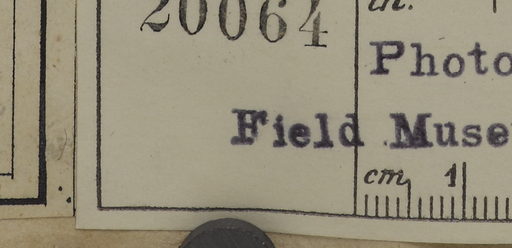 20064
in.
Photo
Field Muse
cm 1